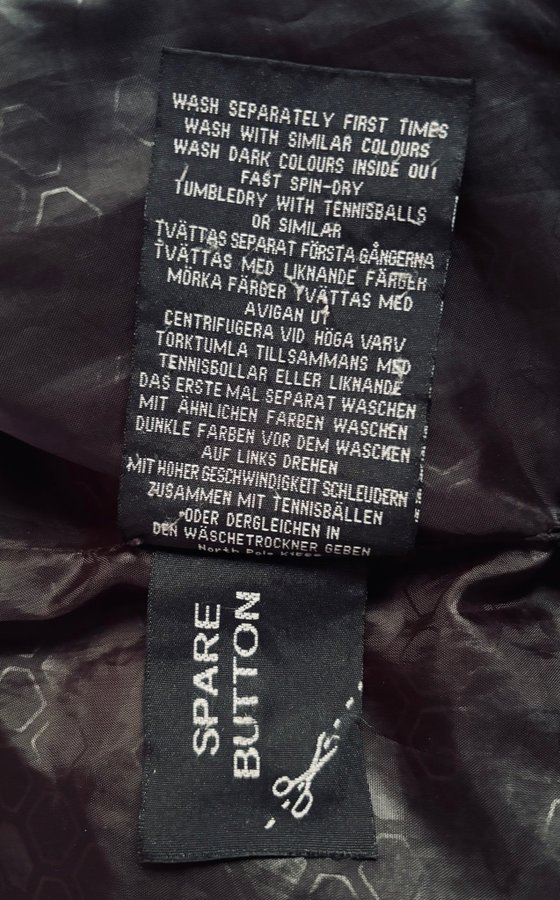 WASH SEPARATELY FIRST TIMES
WASH WITH SIMILAR COLOURS
WASH DARK COLOURS INSIDE OUT
FAST SPIN-DRY
TUMBLEDRY WITH TENNISBALLS
OR SIMILAR
TVÄTTAS SEPARAT FÖRSTA GÅNGERNA
TVÄTTAS MED LIKNANDE FÄRGER
MÖRKA FÄRGER TVÄTTAS MED
AVIGAN UT
CENTRIFUGERA VID HÖGA VARV
TORKTUMLA TILLSAMMANS MED
TENNISBOLLAR ELLER LIKNANDE
DAS ERSTE MAL SEPARAT WASCHEN
MIT ÄHNLICHEN FARBEN WASCHEN
DUNKLE FARBEN VOR DEM WASCHEN
AUF LINKS DREHEN
MIT HOHER GESCHWINDIGKEIT SCHLEUDERN
ZUSAMMEN MIT TENNISBÄLLEN
ODER DERGLEICHEN IN
DEN WÄSCHETROCKNER GEBEN
North Pole
SPARE
BUTTON